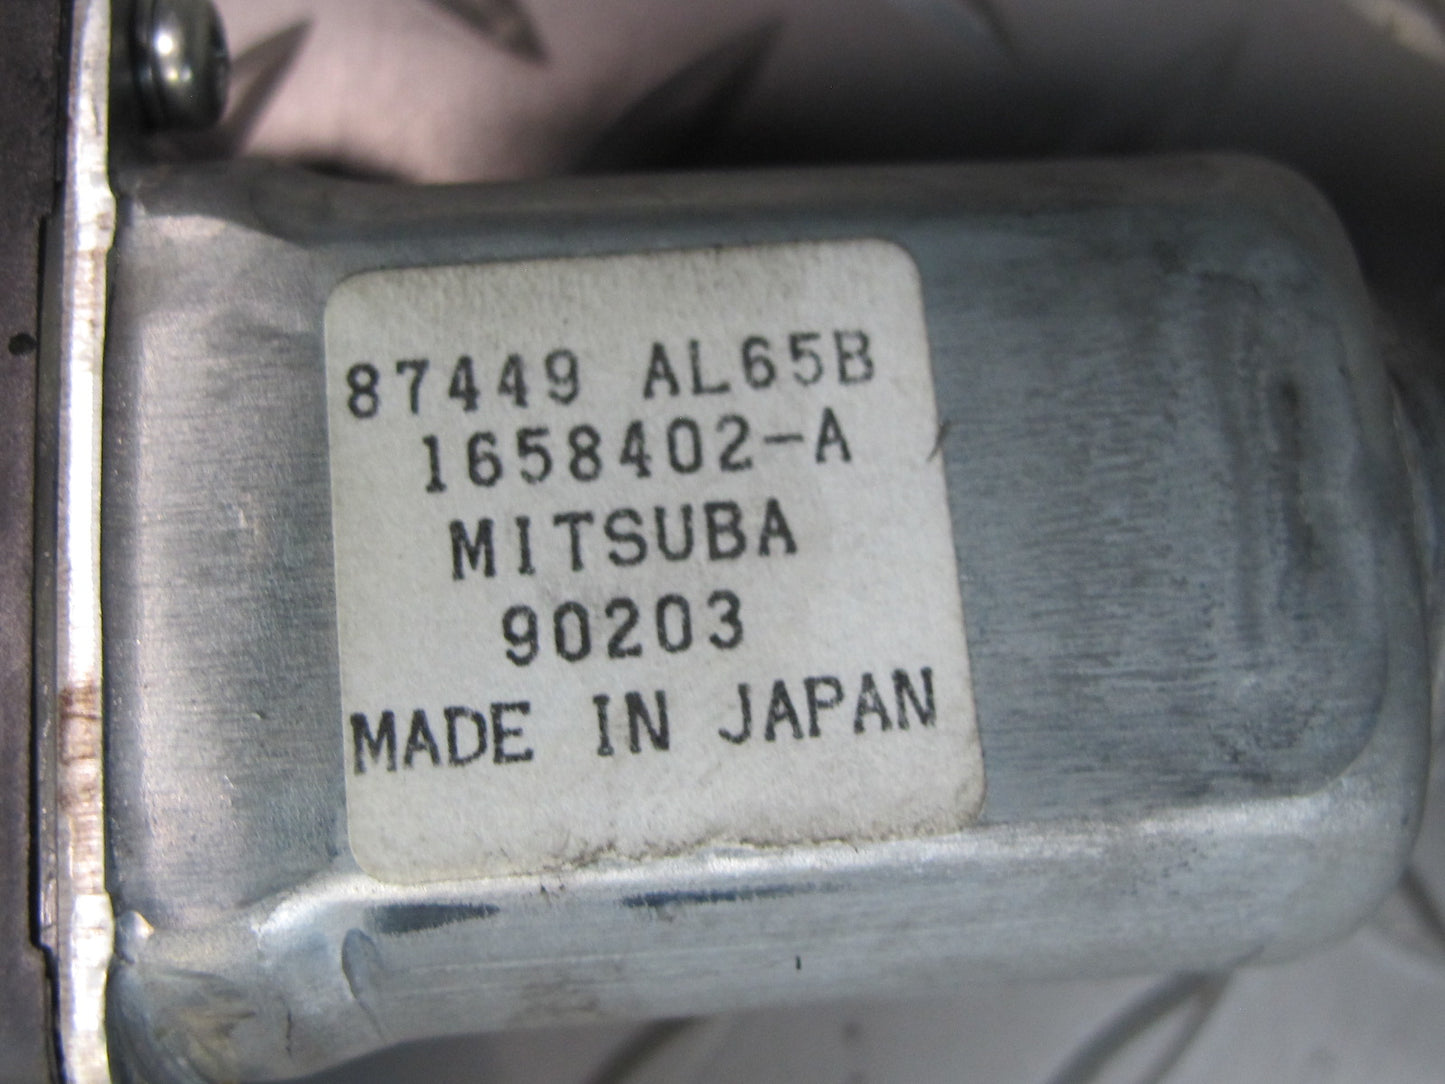 87449 AL65B
1658402-A
MITSUBA
90203
MADE IN JAPAN